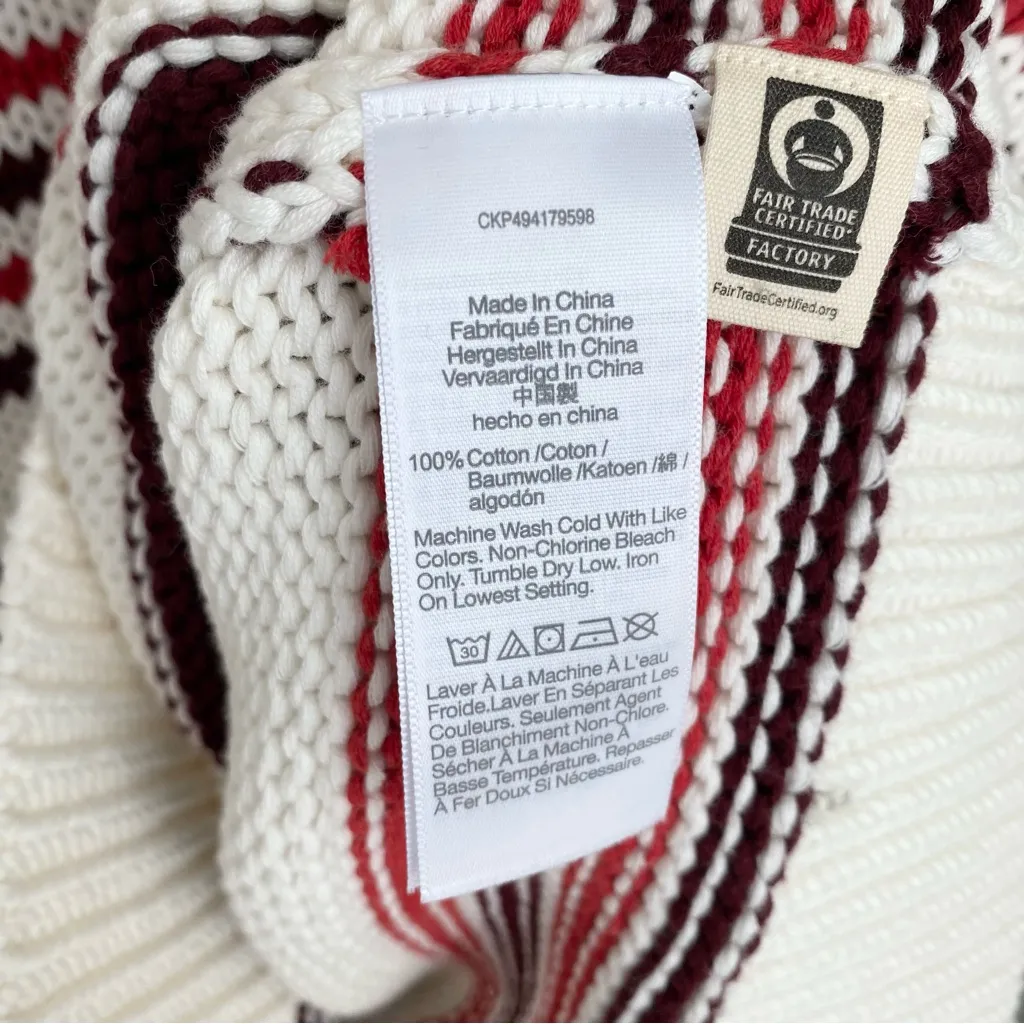 CKP494179598
Made In China
Fabriqué En Chine
Hergestellt In China
Vervaardigd In China
中国製
hecho en china
100% Cotton /Coton /
Baumwolle /Katoen /綿 /
algodón
Machine Wash Cold With Like
Colors. Non-Chlorine Bleach
Only. Tumble Dry Low. Iron
On Lowest Setting.
30
Laver À La Machine À L'eau
Froide.Laver En Séparant Les
Couleurs. Seulement Agent
De Blanchiment Non-Chlore.
Sécher À La Machine À
Basse Température. Repasser
À Fer Doux Si Nécessaire.
FAIR TRADE
CERTIFIED
FACTORY
FairTradeCertified.org